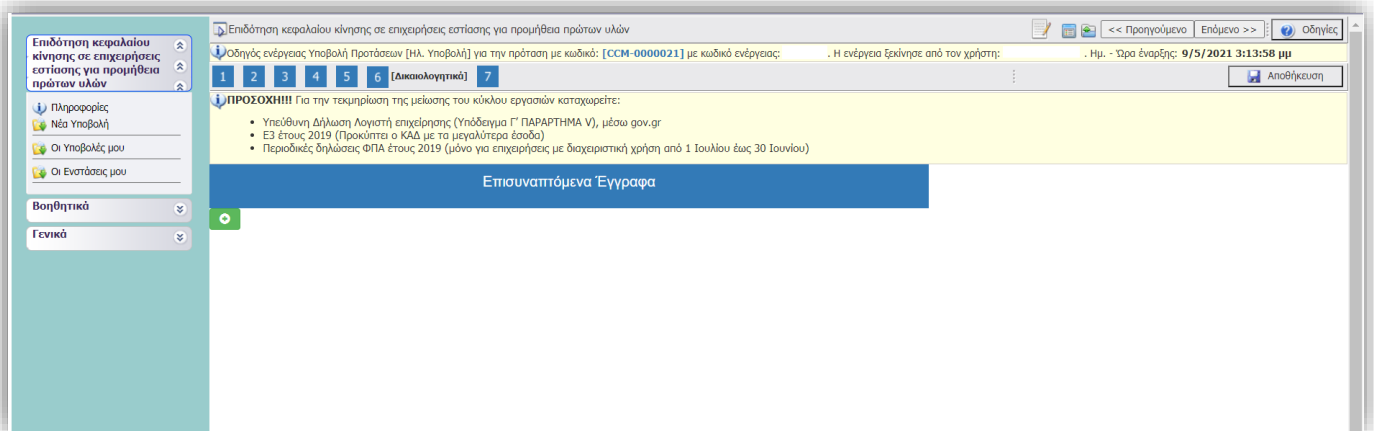 Επιδότηση κεφαλαίου κίνησης σε επιχειρήσεις εστίασης για προμήθεια πρώτων υλών
Πληροφορίες
Νέα Υποβολή
Οι Υποβολές μου
Οι Ενστάσεις μου
Βοηθητικά
Γενικά
Επιδότηση κεφαλαίου κίνησης σε επιχειρήσεις εστίασης για προμήθεια πρώτων υλών
<< Προηγούμενο Επόμενο >> Οδηγίες
Οδηγός ενέργειας Υποβολή Προτάσεων [Ηλ. Υποβολή] για την πρόταση με κωδικό: [CCM-0000021] με κωδικό ενέργειας: . Η ενέργεια ξεκίνησε από τον χρήστη: . Ημ. - Ώρα έναρξης: 9/5/2021 3:13:58 μμ
1 2 3 4 5 6 [Δικαιολογητικά] 7 Αποθήκευση
ΠΡΟΣΟΧΗ!!! Για την τεκμηρίωση της μείωσης του κύκλου εργασιών καταχωρείτε:
• Υπεύθυνη Δήλωση Λογιστή επιχείρησης (Υπόδειγμα Γ' ΠΑΡΑΡΤΗΜΑ V), μέσω gov.gr
• Ε3 έτους 2019 (Προκύπτει ο ΚΑΔ με τα μεγαλύτερα έσοδα)
• Περιοδικές δηλώσεις ΦΠΑ έτους 2019 (μόνο για επιχειρήσεις με διαχειριστική χρήση από 1 Ιουλίου έως 30 Ιουνίου)
Επισυναπτόμενα Έγγραφα